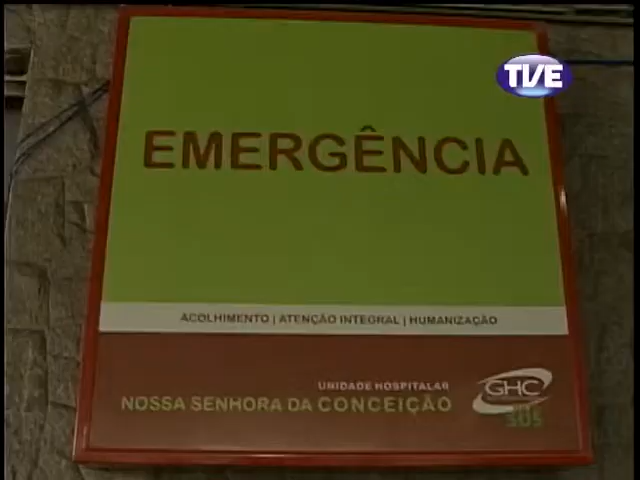 TVE
EMERGÊNCIA
ACOLHIMENTO | ATENÇÃO INTEGRAL | HUMANIZAÇÃO
UNIDADE HOSPITALAR
NOSSA SENHORA DA CONCEIÇÃO
GHC
SUS